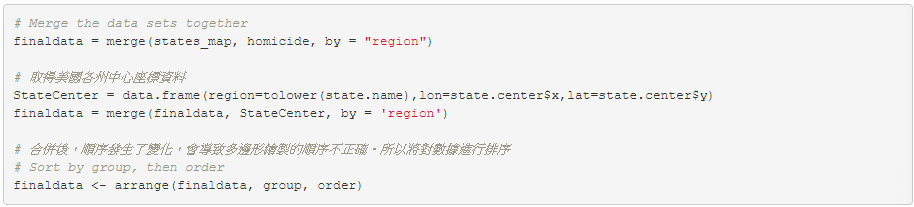 # Merge the data sets together
finaldata = merge(states_map, homicide, by = "region")
# 取得美國各州中心座標資料
StateCenter = data.frame(region=tolower(state.name),lon=state.center$x,lat=state.center$y)
finaldata = merge(finaldata, StateCenter, by = 'region')
# 合併後，順序發生了變化，會導致多邊形繪製的順序不正確。所以將對數據進行排序
# Sort by group, then order
finaldata <- arrange(finaldata, group, order)